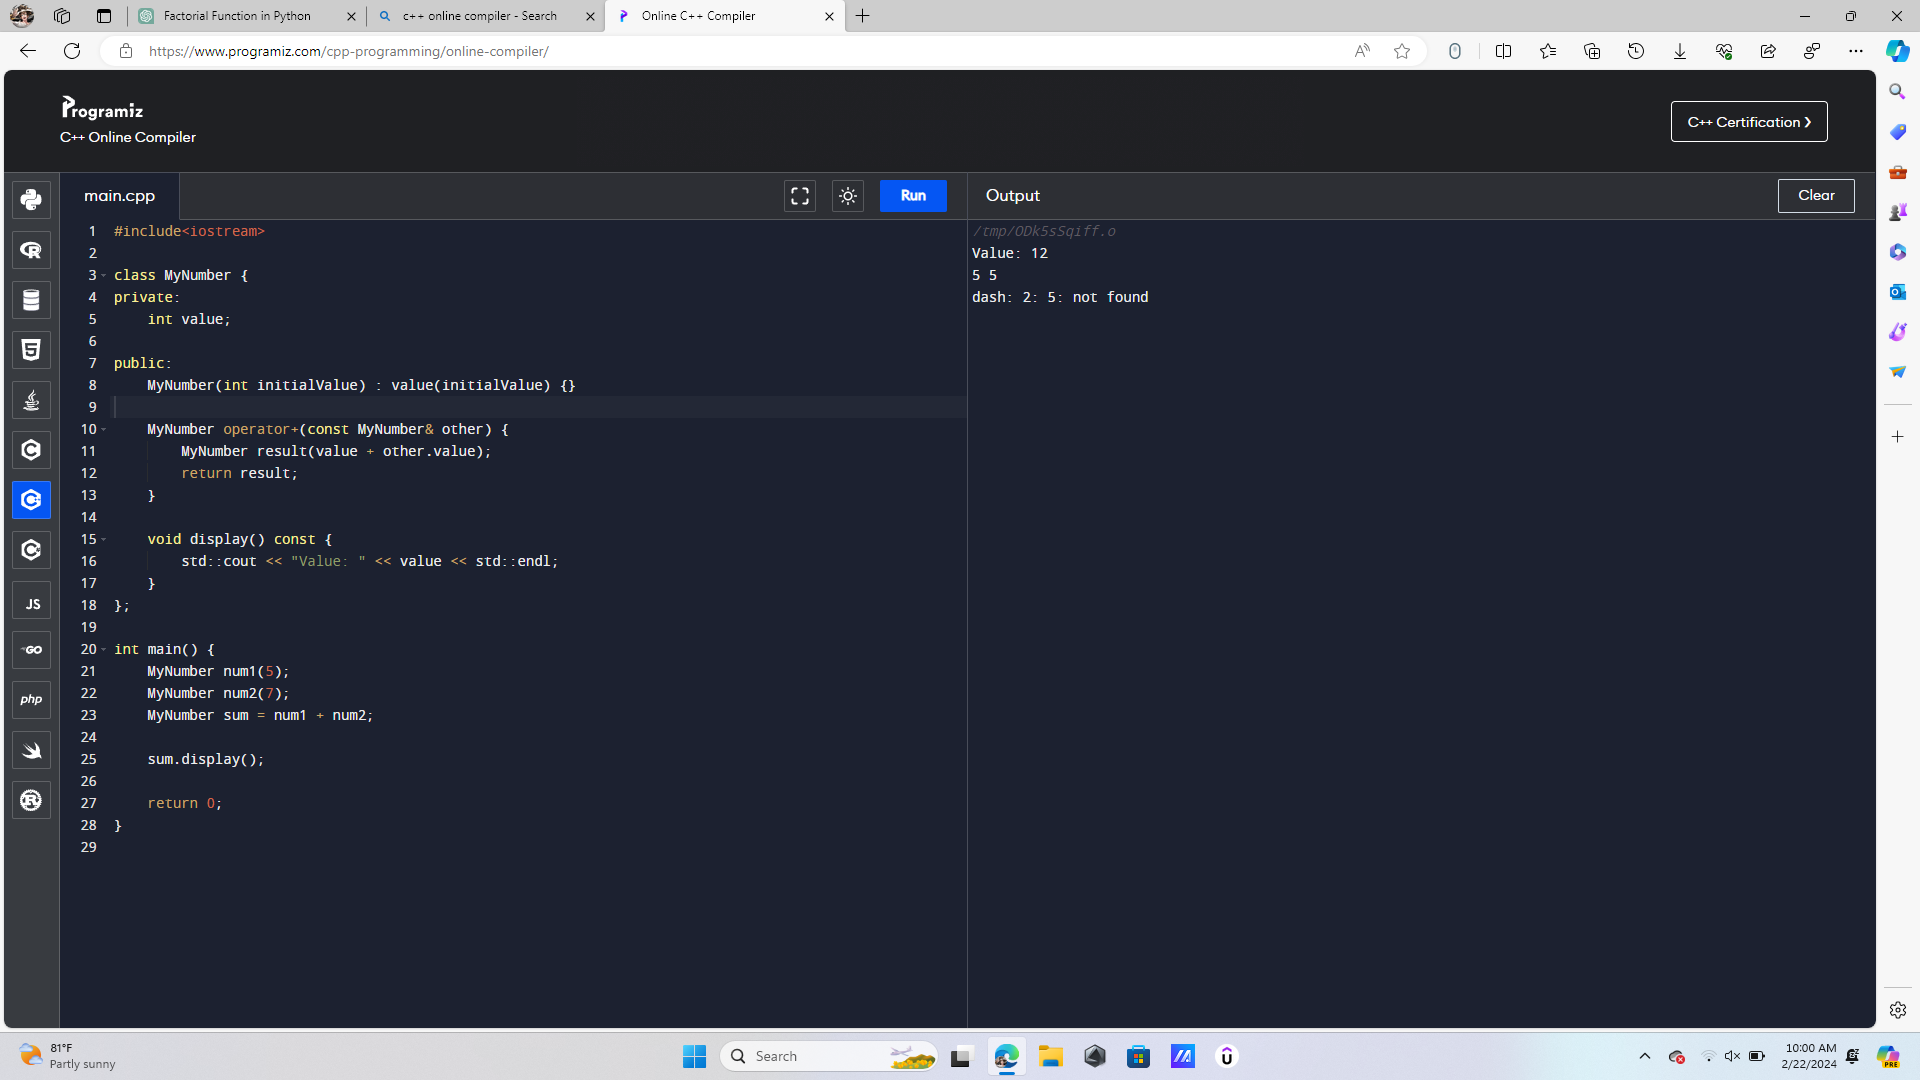 Factorial Function in Python
c++ online compiler - Search
Online C++ Compiler
https://www.programiz.com/cpp-programming/online-compiler/
Programiz
C++ Online Compiler
C++ Certification ❯
main.cpp
Run
Output
Clear
1 #include<iostream>
2
3 class MyNumber {
4 private:
5     int value;
6
7 public:
8     MyNumber(int initialValue) : value(initialValue) {}
9
10     MyNumber operator+(const MyNumber& other) {
11         MyNumber result(value + other.value);
12         return result;
13     }
14
15     void display() const {
16         std::cout << "Value: " << value << std::endl;
17     }
18 };
19
20 int main() {
21     MyNumber num1(5);
22     MyNumber num2(7);
23     MyNumber sum = num1 + num2;
24
25     sum.display();
26
27     return 0;
28 }
29
/tmp/ODk5sSqiff.o
Value: 12
5 5
dash: 2: 5: not found
JS
GO
php
81°F
Partly sunny
Search
10:00 AM
2/22/2024
PRE